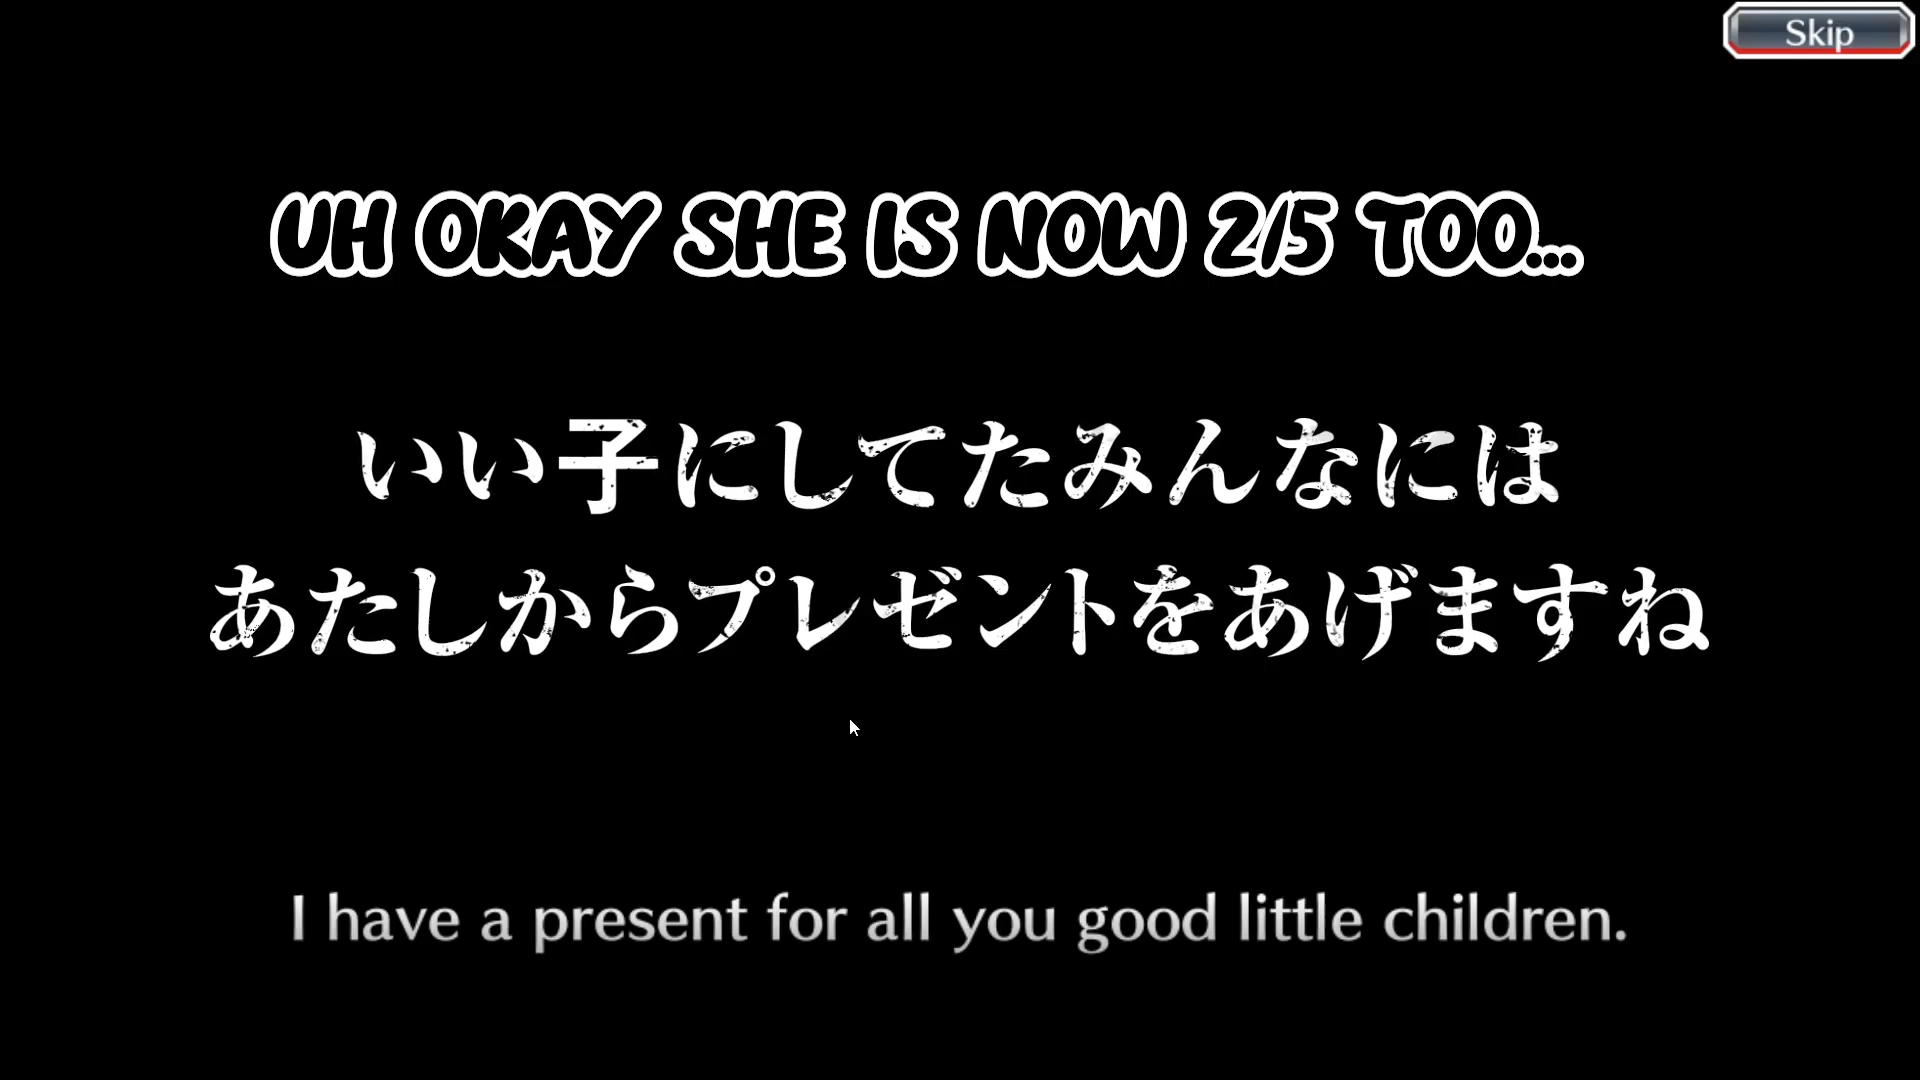 Skip
UH OKAY SHE IS NOW 2/5 TOO...
いい子にしてたみんなには
あたしからプレゼントをあげますね
I have a present for all you good little children.